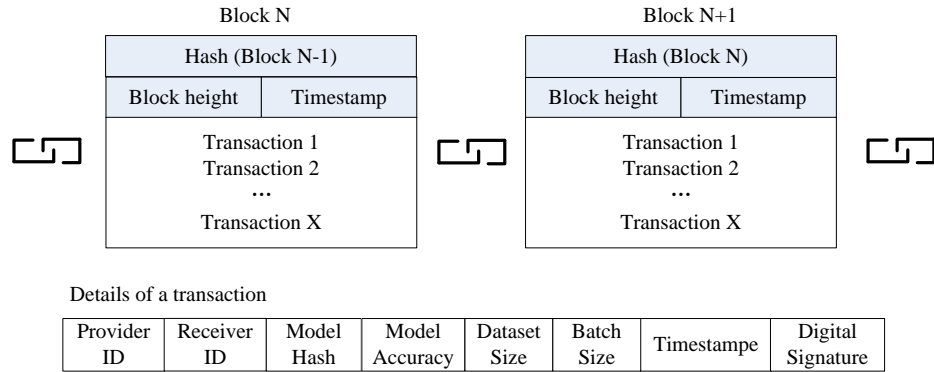 Block N
Block N+1
Hash (Block N-1)
Block height
Timestamp
Transaction 1
Transaction 2
...
Transaction X
Hash (Block N)
Block height
Timestamp
Transaction 1
Transaction 2
...
Transaction X
Details of a transaction
Provider
ID
Receiver
ID
Model
Hash
Model
Accuracy
Dataset
Size
Batch
Size
Timestampe
Digital
Signature